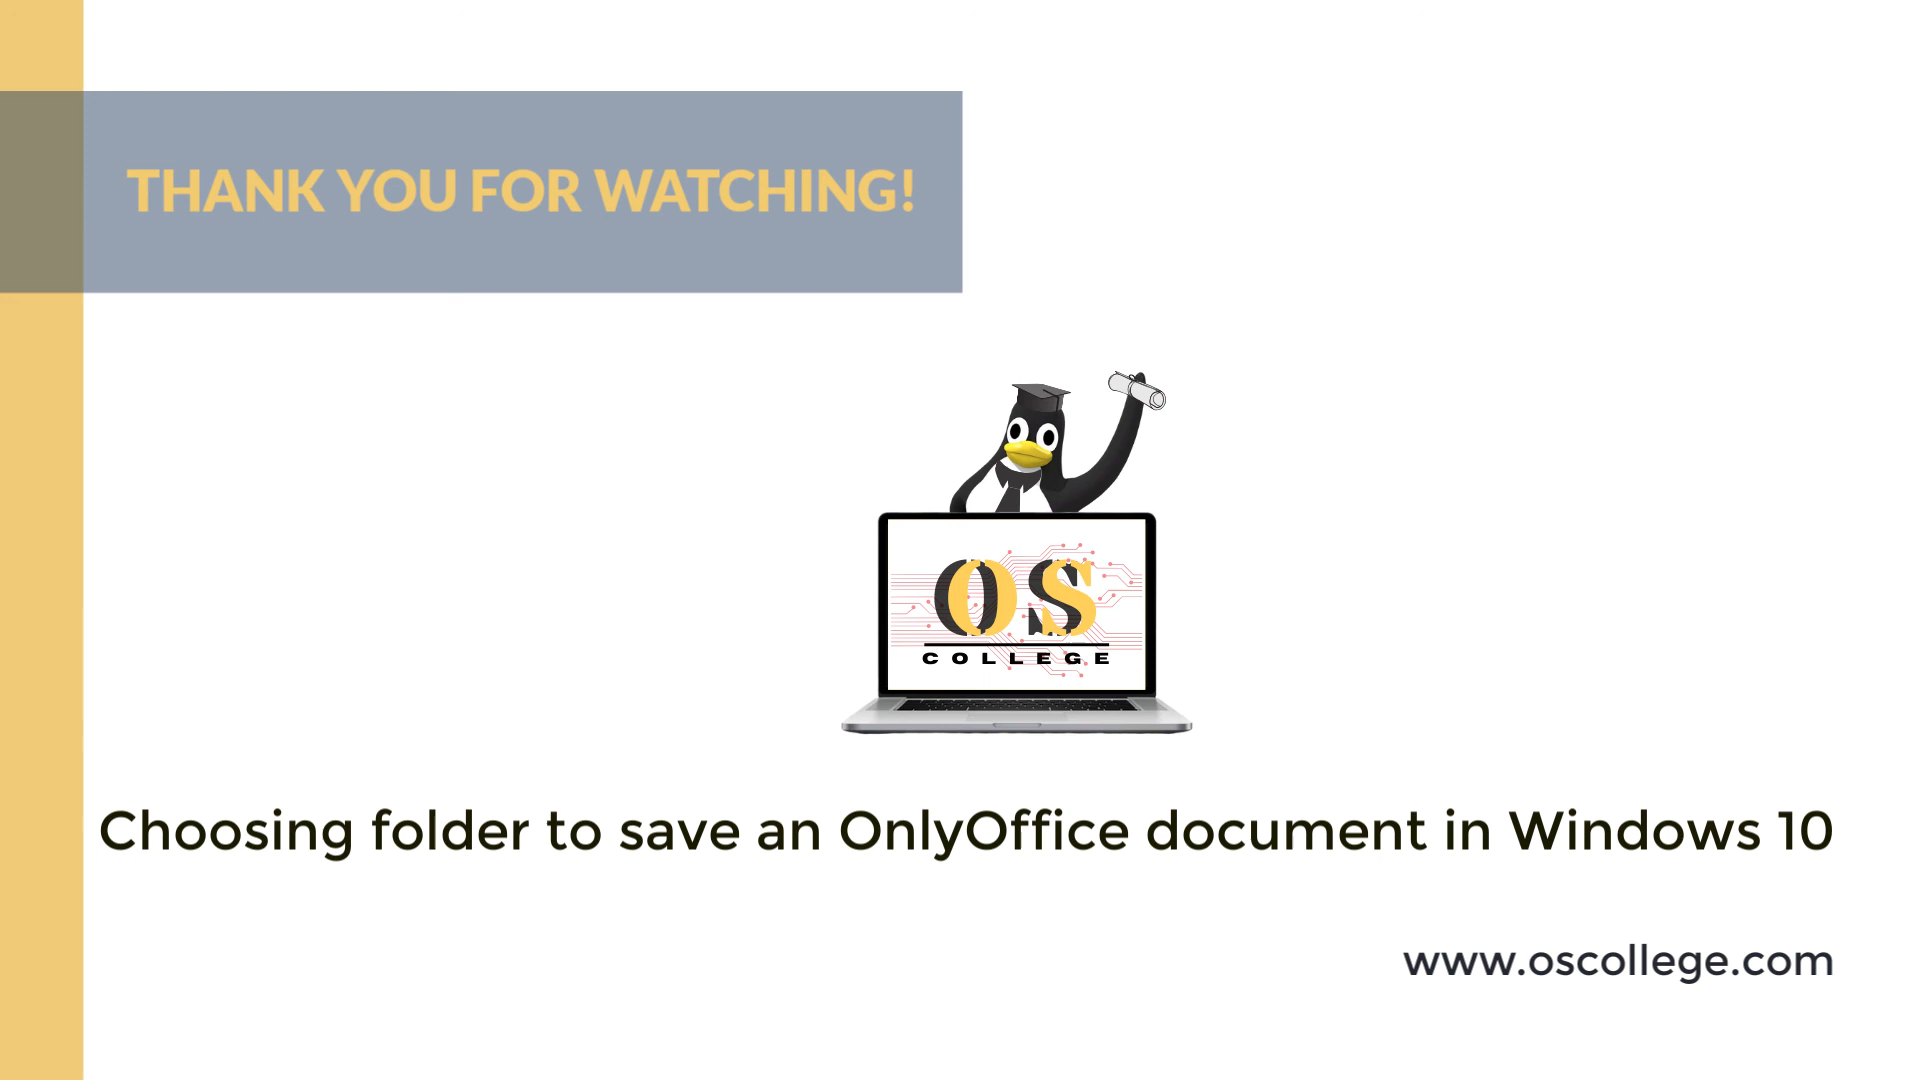 THANK YOU FOR WATCHING!
OS
COLLEGE
Choosing folder to save an OnlyOffice document in Windows 10
www.oscollege.com